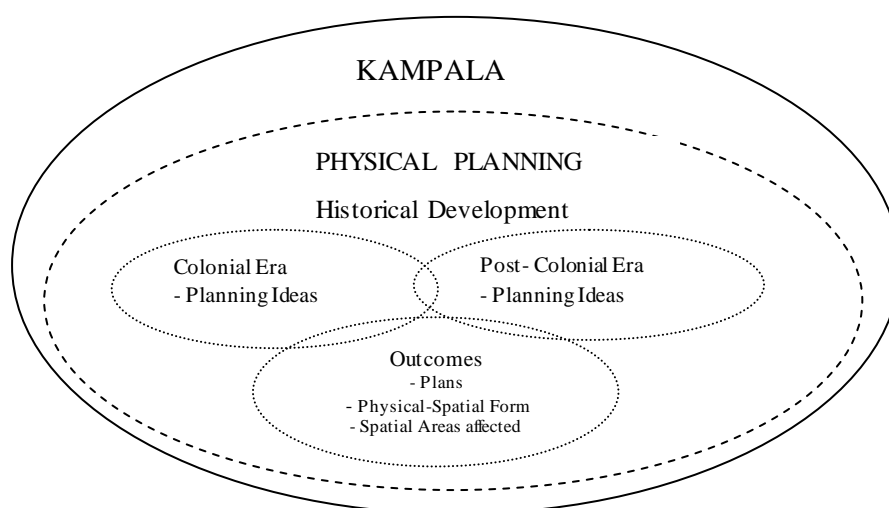 KAMPALA
PHYSICAL PLANNING
Historical Development
Colonial Era
- Planning Ideas
Post- Colonial Era
- Planning Ideas
Outcomes
- Plans
- Physical-Spatial Form
- Spatial Areas affected